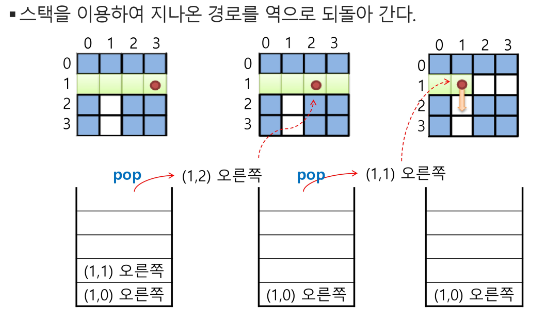 ▪스택을 이용하여 지나온 경로를 역으로 되돌아 간다.
0 1 2 3
0
1
2
3
0 1 2 3
0
1
2
3
0 1 2 3
0
1
2
3
pop
(1,2) 오른쪽
pop
(1,1) 오른쪽
(1,1) 오른쪽
(1,0) 오른쪽
(1,0) 오른쪽
(1,0) 오른쪽